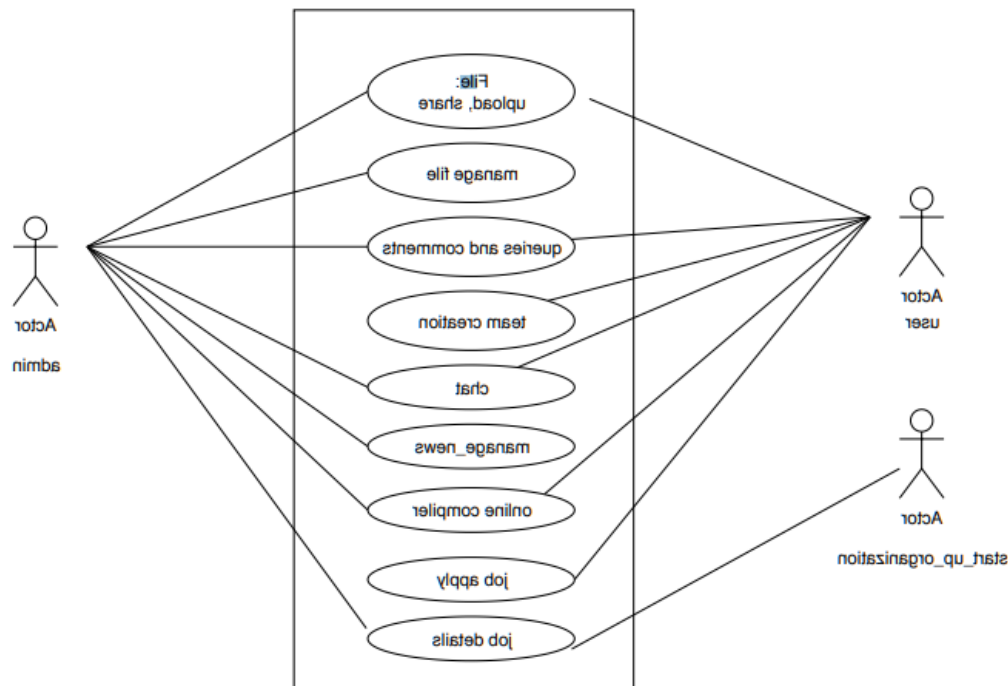 File:
upload, share
manage file
queries and comments
team creation
chat
manage_news
online compiler
job apply
job details
Actor
admin
Actor
user
Actor
start_up_organization